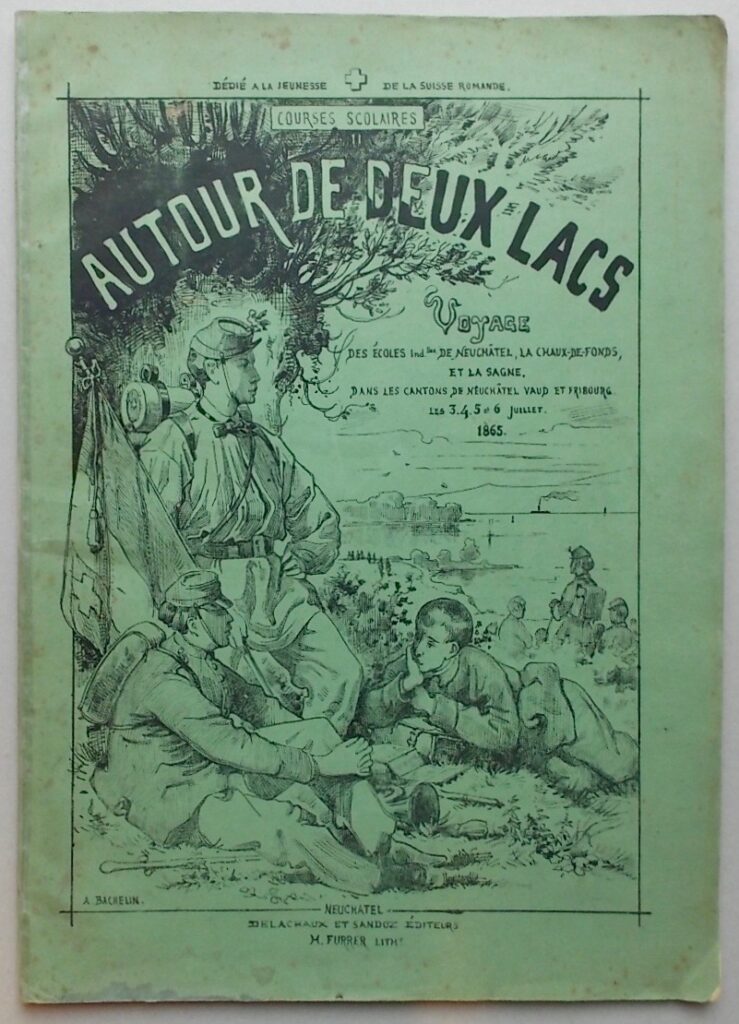 DÉDIÉ A LA JEUNESSE DE LA SUISSE ROMANDE.
COURSES SCOLAIRES
AUTOUR DE DEUX LACS
VOYAGE
DES ÉCOLES Ind.lles DE NEUCHÂTEL, LA CHAUX-DE-FONDS,
ET LA SAGNE,
DANS LES CANTONS DE NEUCHÂTEL VAUD ET FRIBOURG
LES 3.4.5 et 6 JUILLET.
1865.
A. BACHELIN.
NEUCHATEL
DELACHAUX ET SANDOZ ÉDITEURS
H. FURRER LITH.